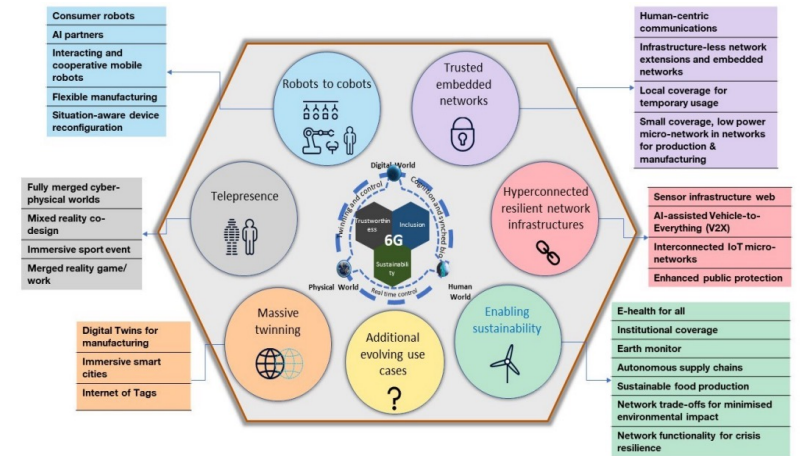 Consumer robots
AI partners
Interacting and
cooperative mobile
robots
Flexible manufacturing
Situation-aware device
reconfiguration
Human-centric
communications
Infrastructure-less network
extensions and embedded
networks
Local coverage for
temporary usage
Small coverage, low power
micro-network in networks
for production &
manufacturing
Robots to cobots
Trusted
embedded
networks
Fully merged cyber-
physical worlds
Mixed reality co-
design
Immersive sport event
Merged reality game/
work
Telepresence
Digital World
Twinning and control
Cognition and synched big
Trustworthin
ess
Inclusion
6G
Sustainabili
ty
Physical World
Real time control
Human
World
Hyperconnected
resilient network
infrastructures
Sensor infrastructure web
AI-assisted Vehicle-to-
Everything (V2X)
Interconnected IoT micro-
networks
Enhanced public protection
Digital Twins for
manufacturing
Immersive smart
cities
Internet of Tags
Massive
twinning
Additional
evolving use
cases
?
Enabling
sustainability
E-health for all
Institutional coverage
Earth monitor
Autonomous supply chains
Sustainable food production
Network trade-offs for minimised
environmental impact
Network functionality for crisis
resilience